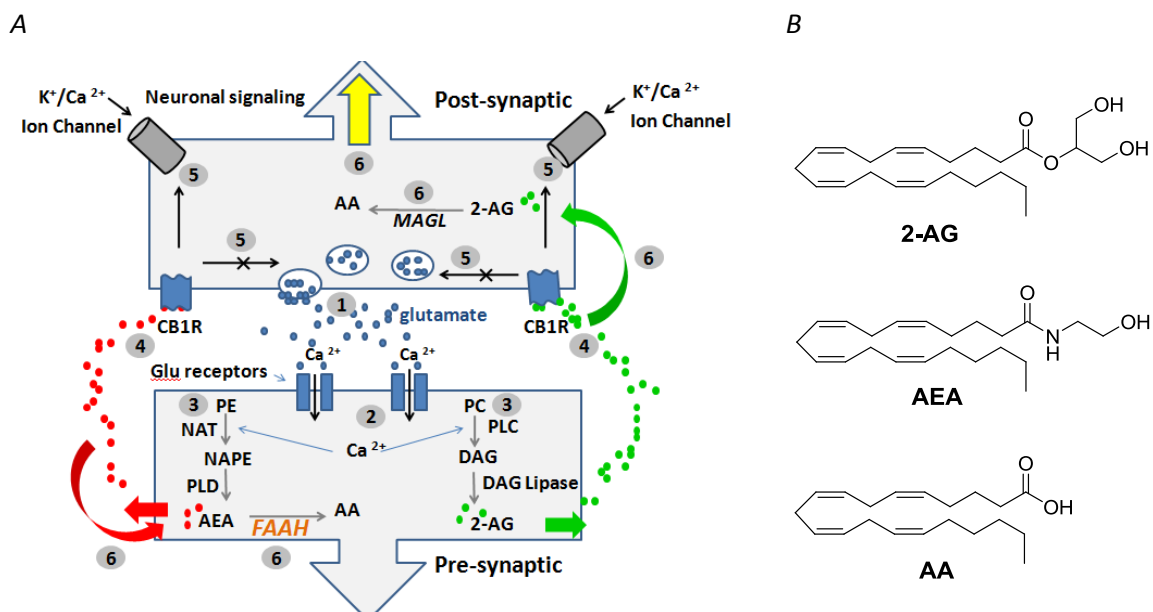 A
B
K⁺/Ca ²⁺
Ion Channel
Neuronal signaling
Post-synaptic
K⁺/Ca ²⁺
Ion Channel
5
6
5
AA
6
MAGL
2-AG
5
5
6
1
glutamate
CB1R
CB1R
4
4
Ca ²⁺
Ca ²⁺
Glu receptors
3
PE
2
PC
3
NAT
PLC
Ca ²⁺
NAPE
DAG
PLD
DAG Lipase
AEA
FAAH
AA
2-AG
6
6
Pre-synaptic
O
OH
O
OH
2-AG
O
N
H
OH
AEA
O
OH
AA